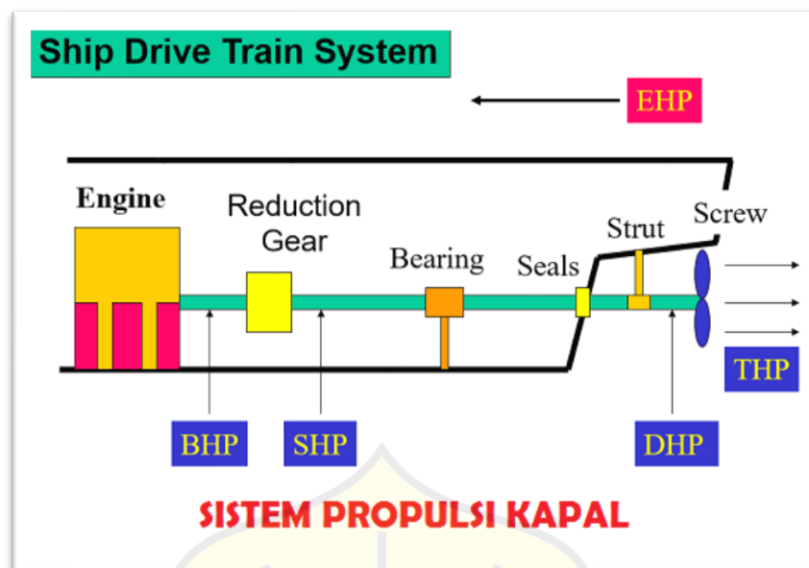 Ship Drive Train System
EHP
Engine
Reduction
Gear
Bearing
Seals
Strut
Screw
THP
BHP
SHP
DHP
SISTEM PROPULSI KAPAL